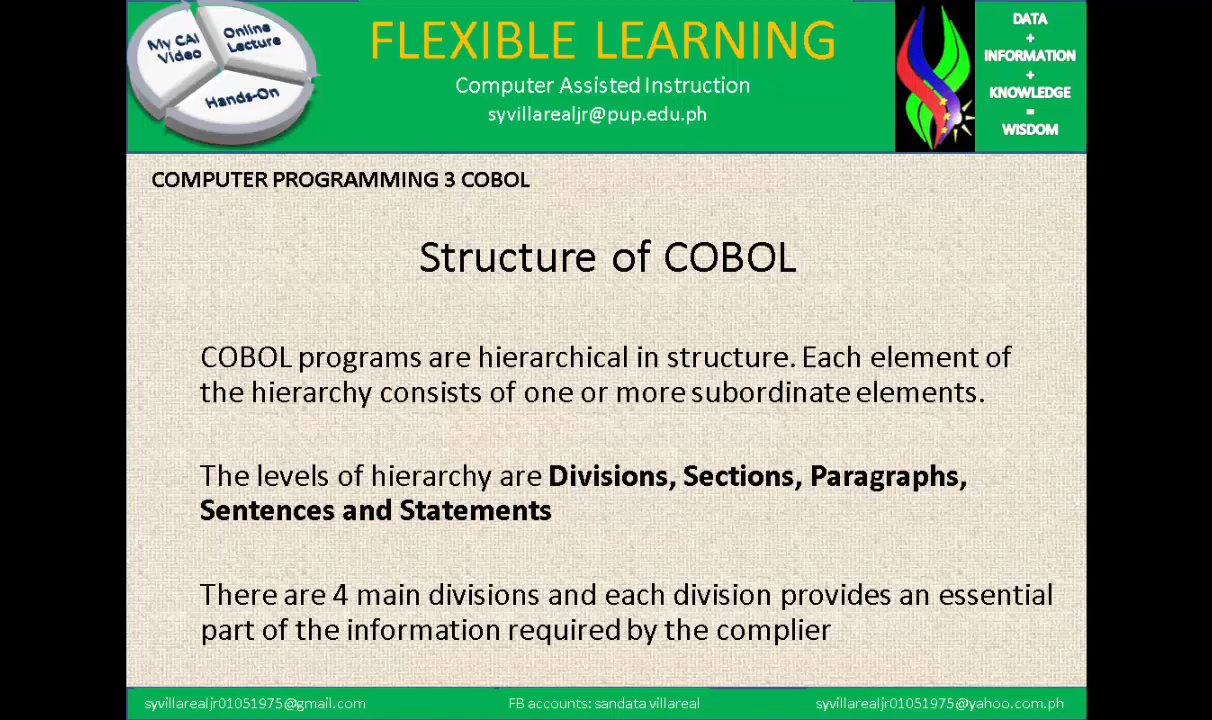 My CAI
Video
Online
Lecture
Hands-On
FLEXIBLE LEARNING
Computer Assisted Instruction
syvillarealjr@pup.edu.ph
DATA
+
INFORMATION
+
KNOWLEDGE
=
WISDOM
COMPUTER PROGRAMMING 3 COBOL
Structure of COBOL
COBOL programs are hierarchical in structure. Each element of
the hierarchy consists of one or more subordinate elements.
The levels of hierarchy are Divisions, Sections, Paragraphs,
Sentences and Statements
There are 4 main divisions and each division provides an essential
part of the information required by the complier
syvillarealjr01051975@gmail.com
FB accounts: sandata villareal
syvillarealjr01051975@yahoo.com.ph